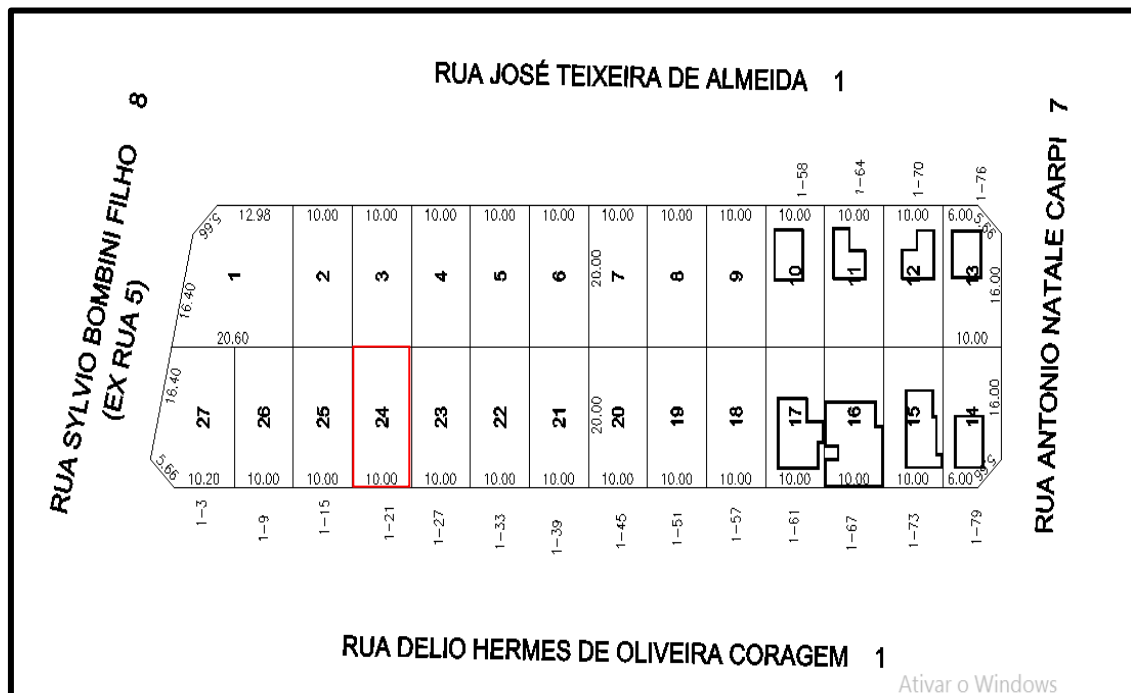 RUA JOSÉ TEIXEIRA DE ALMEIDA 1
RUA SYLVIO BOMBINI FILHO 8
(EX RUA 5)
RUA ANTONIO NATALE CARPI 7
1-58 1-64 1-70 1-76
5.66 12.98 10.00 10.00 10.00 10.00 10.00 10.00 10.00 10.00 10.00 10.00 10.00 6.00 5.66
1 2 3 4 5 6 7 8 9 10 11 12 13
16.40 20.00 16.00
20.60 10.00
16.40 20.00 16.00
27 26 25 24 23 22 21 20 19 18 17 16 15 14
5.66 10.20 10.00 10.00 10.00 10.00 10.00 10.00 10.00 10.00 10.00 10.00 10.00 10.00 6.00 5.66
1-3 1-9 1-15 1-21 1-27 1-33 1-39 1-45 1-51 1-57 1-61 1-67 1-73 1-79
RUA DELIO HERMES DE OLIVEIRA CORAGEM 1
Ativar o Windows